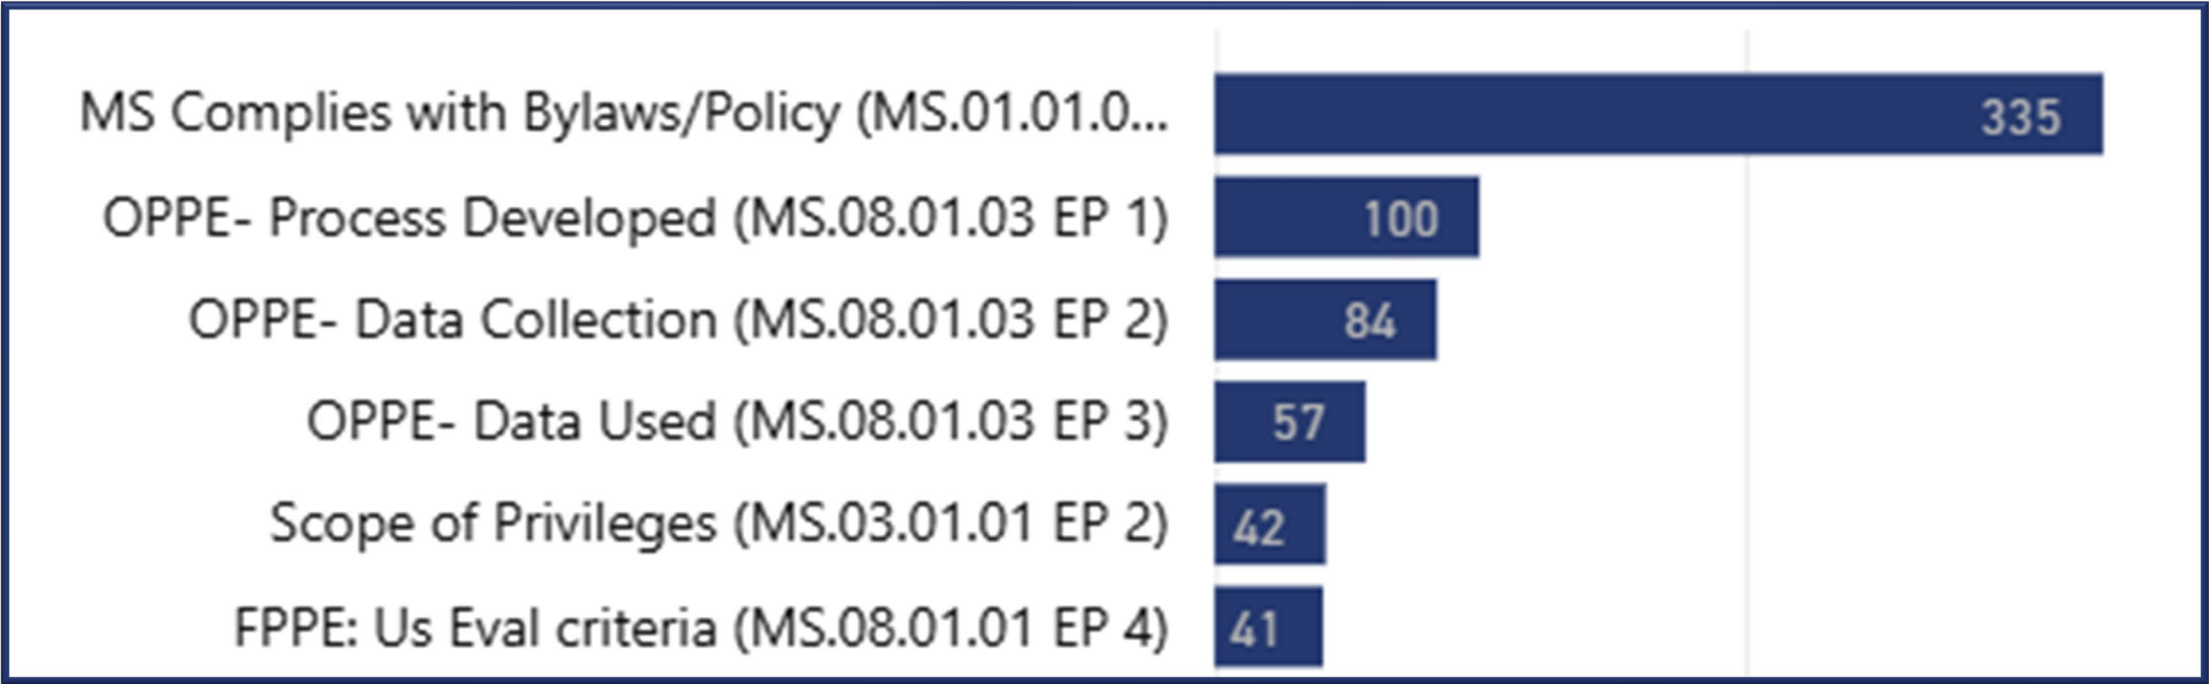 MS Complies with Bylaws/Policy (MS.01.01.0... 335
OPPE- Process Developed (MS.08.01.03 EP 1) 100
OPPE- Data Collection (MS.08.01.03 EP 2) 84
OPPE- Data Used (MS.08.01.03 EP 3) 57
Scope of Privileges (MS.03.01.01 EP 2) 42
FPPE: Us Eval criteria (MS.08.01.01 EP 4) 41